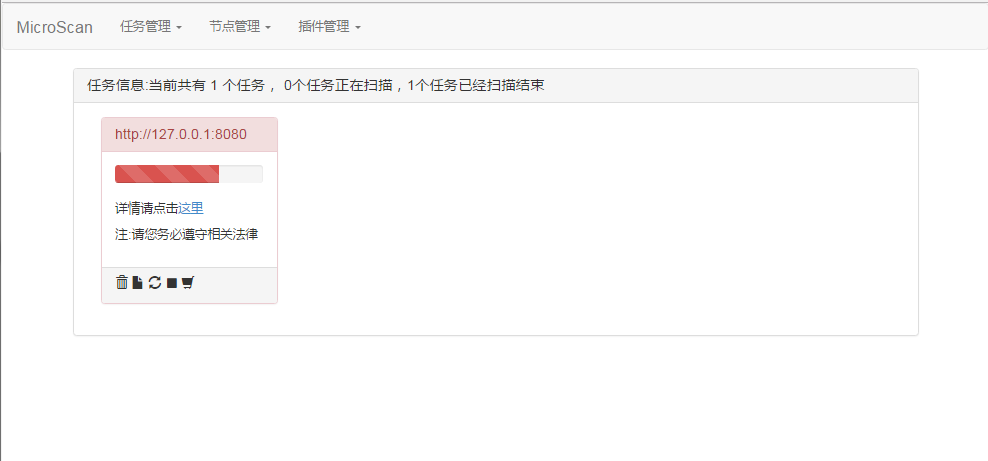 MicroScan 任务管理 节点管理 插件管理
任务信息:当前共有 1 个任务， 0个任务正在扫描，1个任务已经扫描结束
http://127.0.0.1:8080
详情请点击这里
注:请您务必遵守相关法律